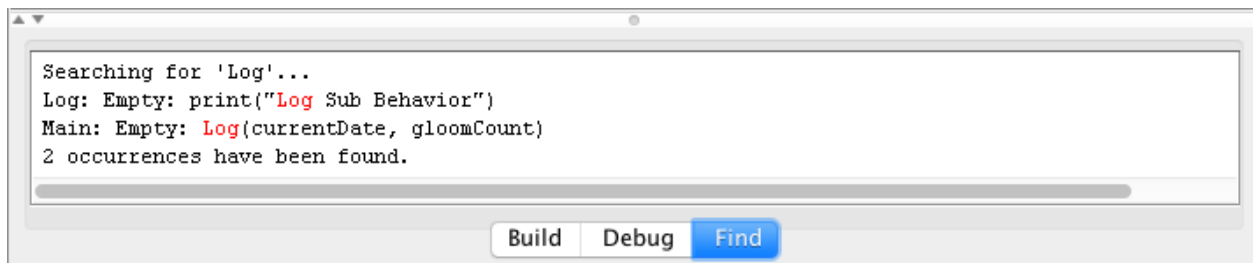 Searching for 'Log'...
Log: Empty: print("Log Sub Behavior")
Main: Empty: Log(currentDate, gloomCount)
2 occurrences have been found.
Build Debug Find